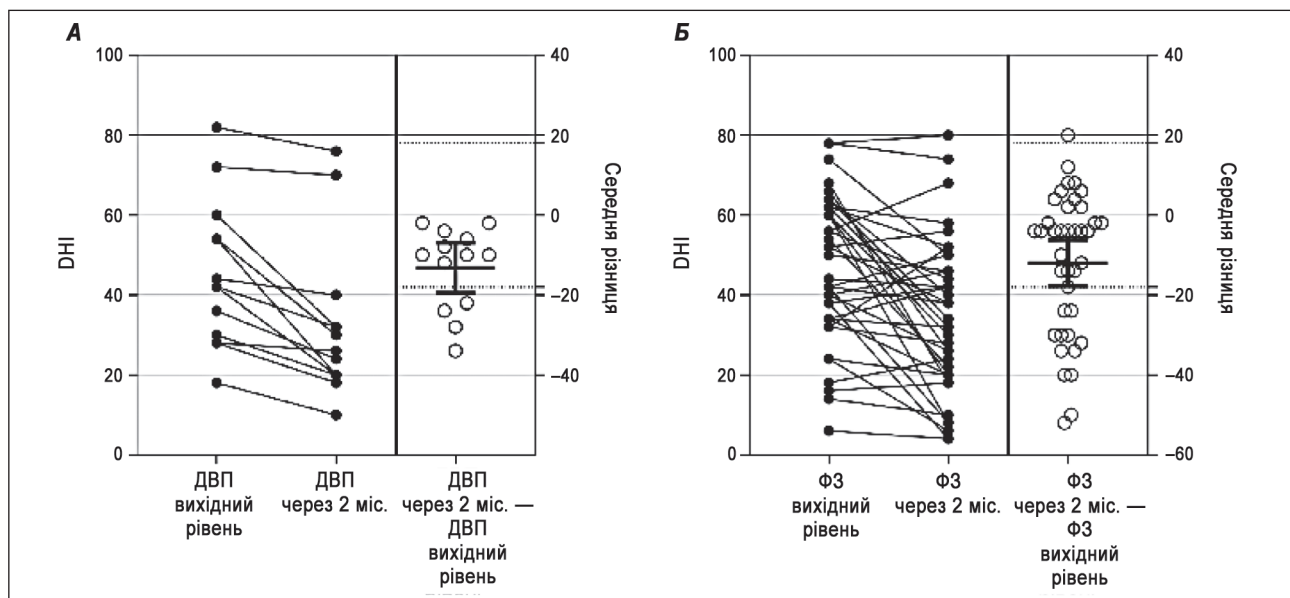 А
100
80
60
40
20
0
DHI
40
20
0
–20
–40
Середня різниця
ДВП
вихідний
рівень
ДВП
через 2 міс.
ДВП
через 2 міс. —
ДВП
вихідний
рівень
Б
100
80
60
40
20
0
DHI
40
20
0
–20
–40
–60
Середня різниця
ФЗ
вихідний
рівень
ФЗ
через 2 міс.
ФЗ
через 2 міс. —
ФЗ
вихідний
рівень